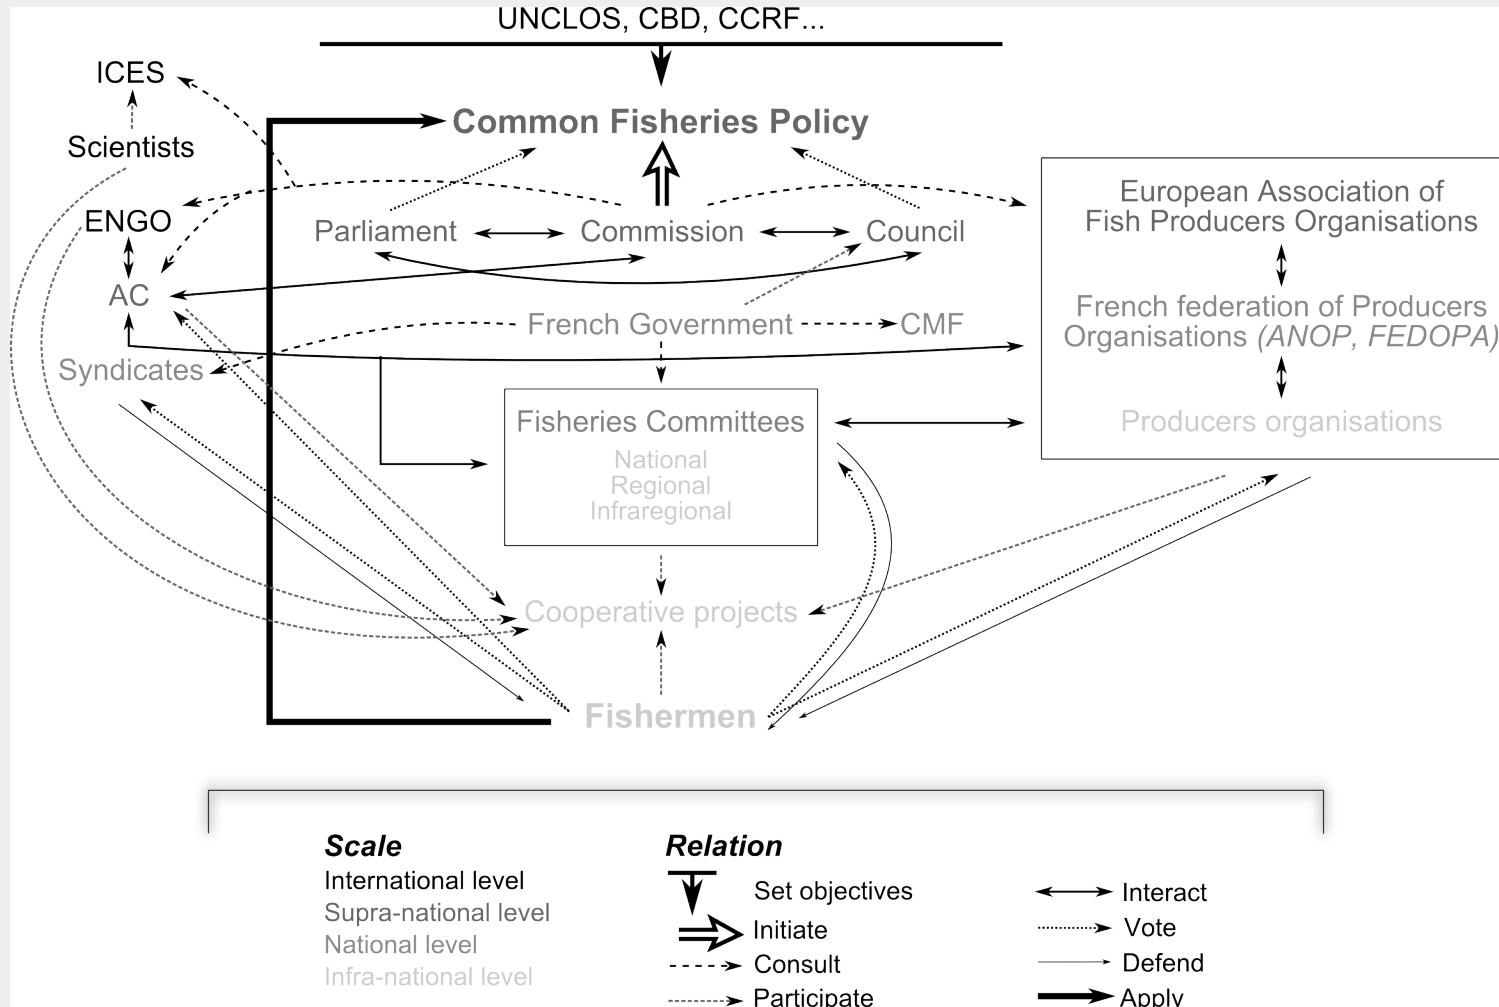 UNCLOS, CBD, CCRF...
ICES
Common Fisheries Policy
Scientists
European Association of
Fish Producers Organisations
ENGO
Parliament
Commission
Council
AC
French Government
CMF
French federation of Producers
Organisations (ANOP, FEDOPA)
Syndicates
Fisheries Committees
National
Regional
Infraregional
Producers organisations
Cooperative projects
Fishermen
Scale
International level
Supra-national level
National level
Infra-national level
Relation
Set objectives
Initiate
Consult
Participate
Interact
Vote
Defend
Apply